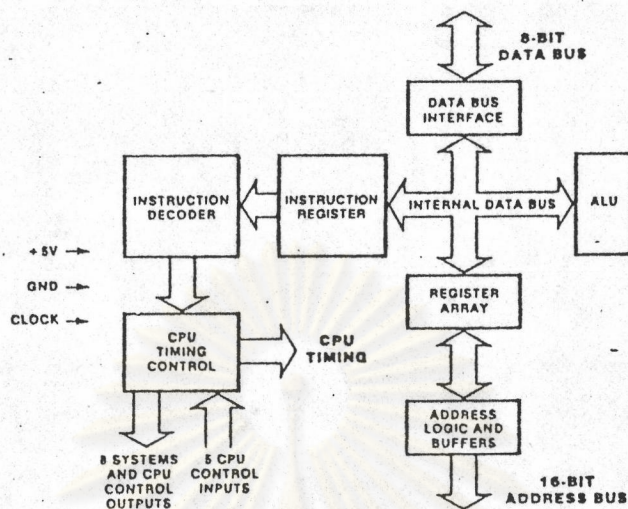 8-BIT
DATA BUS
DATA BUS
INTERFACE
INSTRUCTION
DECODER
INSTRUCTION
REGISTER
INTERNAL DATA BUS
ALU
+5V
GND
CLOCK
REGISTER
ARRAY
CPU
TIMING
CONTROL
CPU
TIMING
ADDRESS
LOGIC AND
BUFFERS
8 SYSTEMS
AND CPU
CONTROL
OUTPUTS
5 CPU
CONTROL
INPUTS
16-BIT
ADDRESS BUS